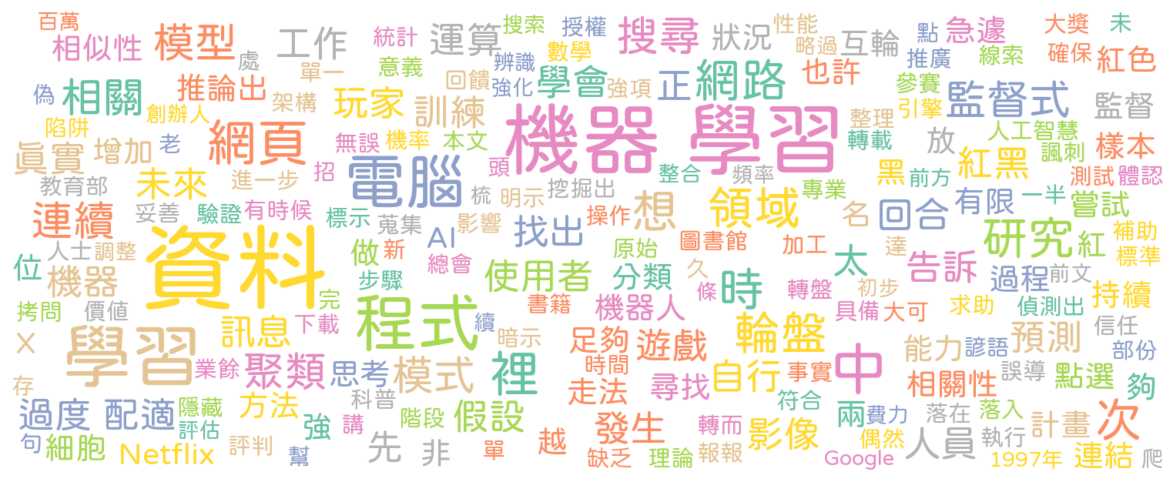 百萬
相似性
模型
處
工作
統計
運算
搜索
授權
數學
搜尋
狀況
性能
略過
互輪
點
推廣
急遽
線索
大獎
未
確保
紅色
偽
相關
創辦人
推論出
單一
架構
意義
回饋
玩家
訓練
辨識
強化
學會
強項
正
網路
也許
參賽
引擎
監督式
監督
陷阱
老
網頁
無誤
機率
本文
機器 學習
整理
轉載
放
人工智慧
諷刺
樣本
真實
增加
教育部
未來
進一步
招
電腦
頭
梳
明示
挖掘出
整合
頻率
專業
黑
前方
紅黑
一半
測試
體認
嘗試
連續
妥善
驗證
有時候
標示
蒐集
影響
操作
想
領域
名
回合
有限
人士
調整
資料
做
新
AI
總會
找出
原始
圖書館
加工
達
太
研究
紅
補助
標準
位
機器
步驟
使用者
分類
久
條
時
轉盤
初步
告訴
過程
前文
持續
拷問
價值
完
下載
程式
續
書籍
機器人
具備
大可
求助
偵測出
信任
X
學習
訊息
暗示
足夠
遊戲
輪盤
能力
諺語
預測
部份
存
業餘
聚類
思考
模式
裡
時間
走法
尋找
自行
事實
中
相關性
誤導
點選
夠
過度 配適
隱藏
評估
方法
科普
階段
假設
發生
轉而
符合
兩
費力
落在
落入
計畫
次
句
細胞
Netflix
評判
強
幫
講
先
非
單
越
缺乏
理論
報報
影像
偶然
Google
人員
執行
1997年
連結
爬